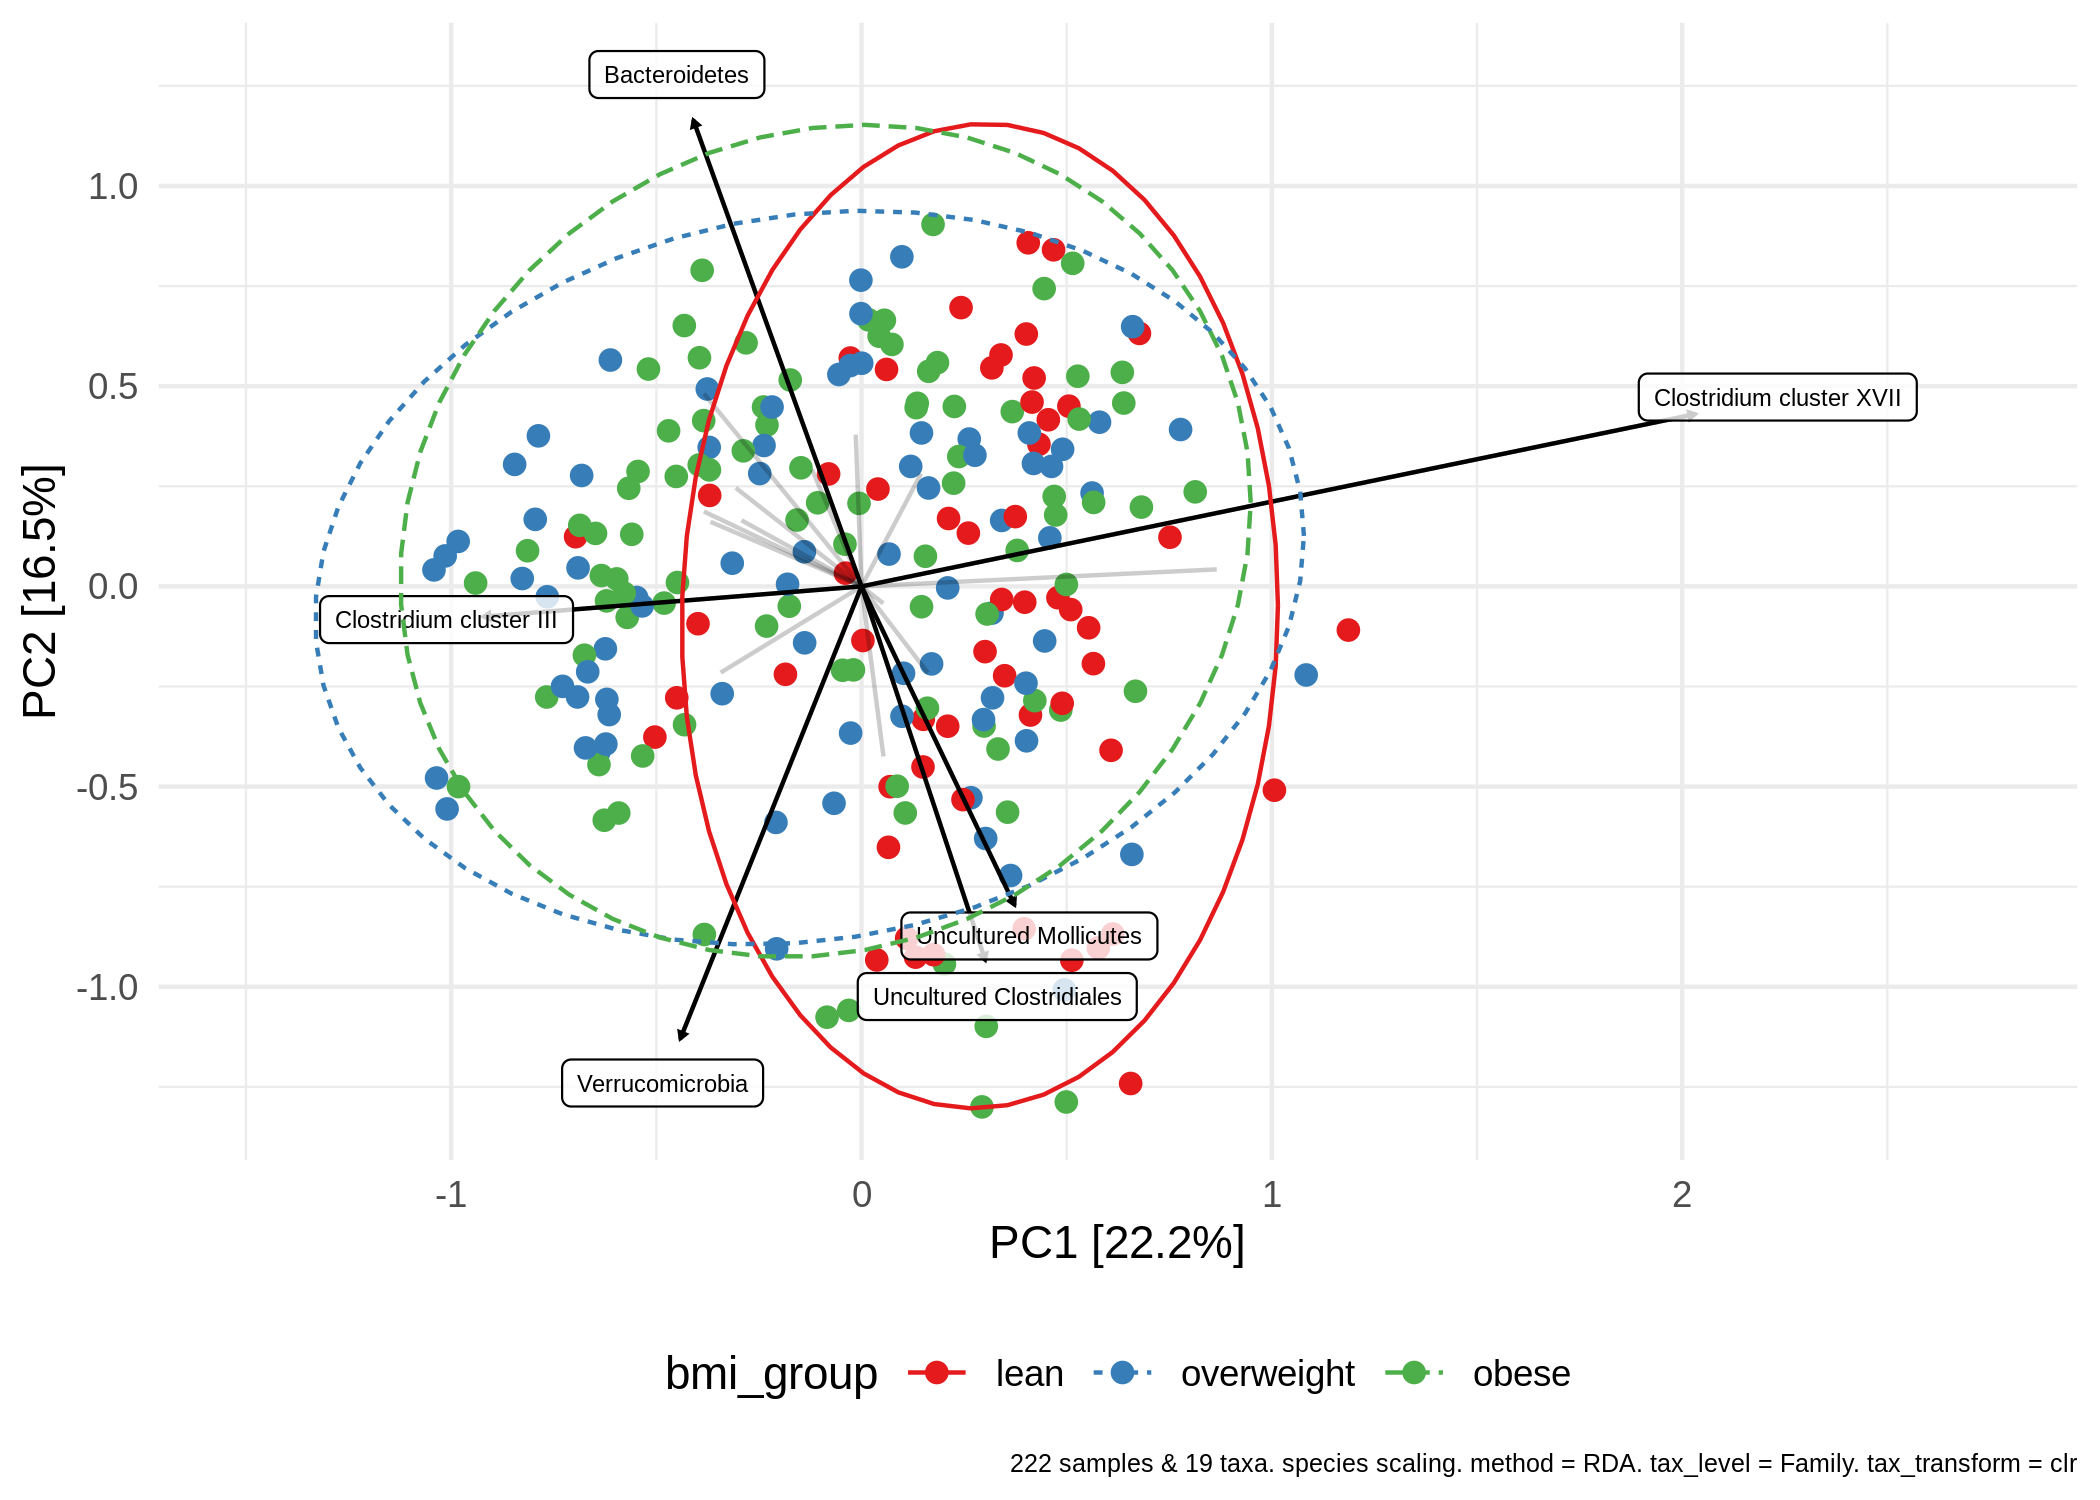 Bacteroidetes
1.0
0.5
Clostridium cluster XVII
0.0
Clostridium cluster III
-0.5
Uncultured Mollicutes
-1.0
Uncultured Clostridiales
Verrucomicrobia
PC2 [16.5%]
-1 0 1 2
PC1 [22.2%]
bmi_group lean overweight obese
222 samples & 19 taxa. species scaling. method = RDA. tax_level = Family. tax_transform = clr